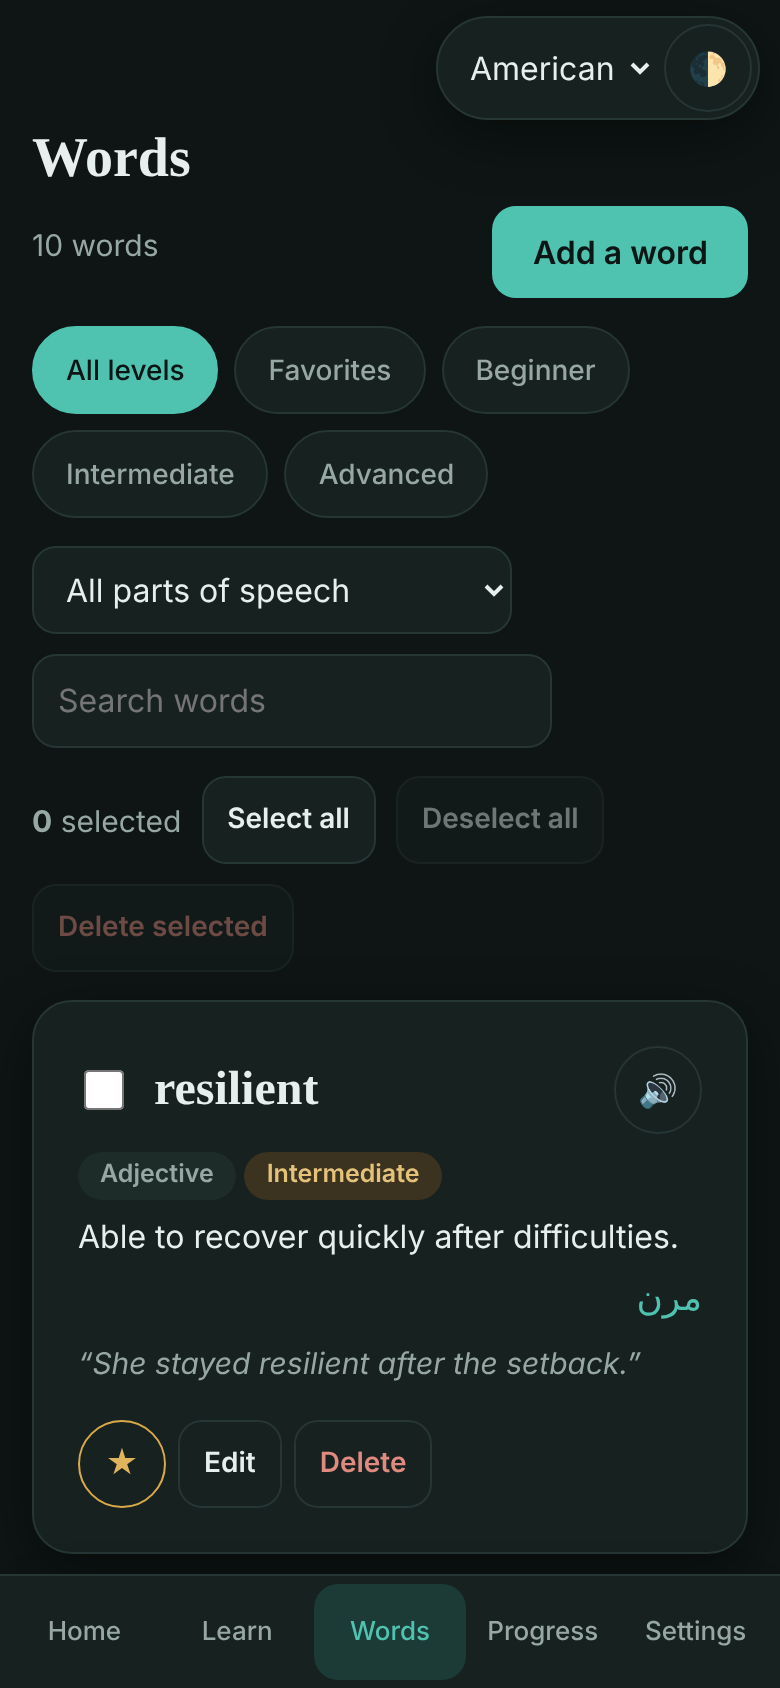 American
Words
10 words
Add a word
All levels Favorites Beginner
Intermediate Advanced
All parts of speech
Search words
0 selected Select all Deselect all
Delete selected
resilient
Adjective Intermediate
Able to recover quickly after difficulties.
مرن
“She stayed resilient after the setback.”
Edit Delete
Home Learn Words Progress Settings